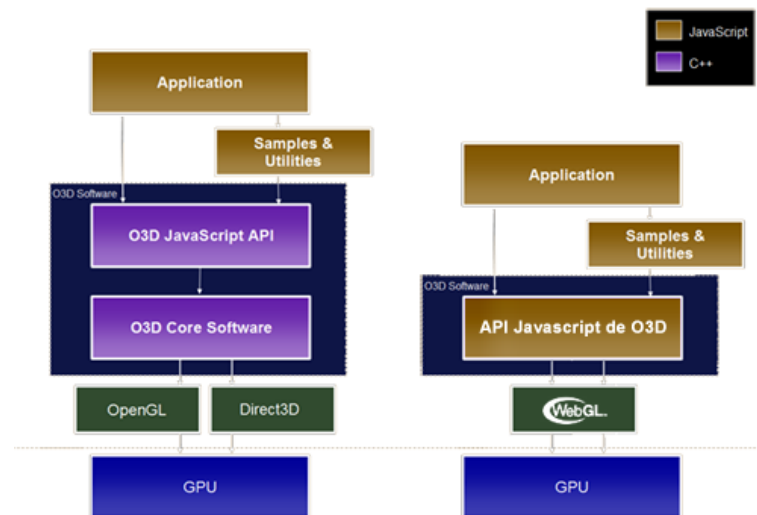 JavaScript
C++
Application
Samples &
Utilities
O3D Software
O3D JavaScript API
O3D Core Software
OpenGL
Direct3D
GPU
Application
Samples &
Utilities
O3D Software
API Javascript de O3D
WebGL.
GPU